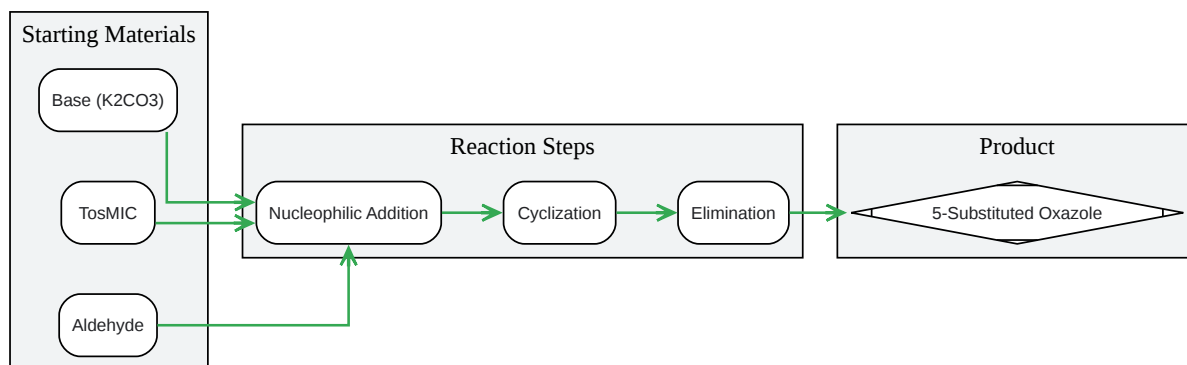 Starting Materials
Base (K2CO3)
TosMIC
Aldehyde
Reaction Steps
Nucleophilic Addition
Cyclization
Elimination
Product
5-Substituted Oxazole